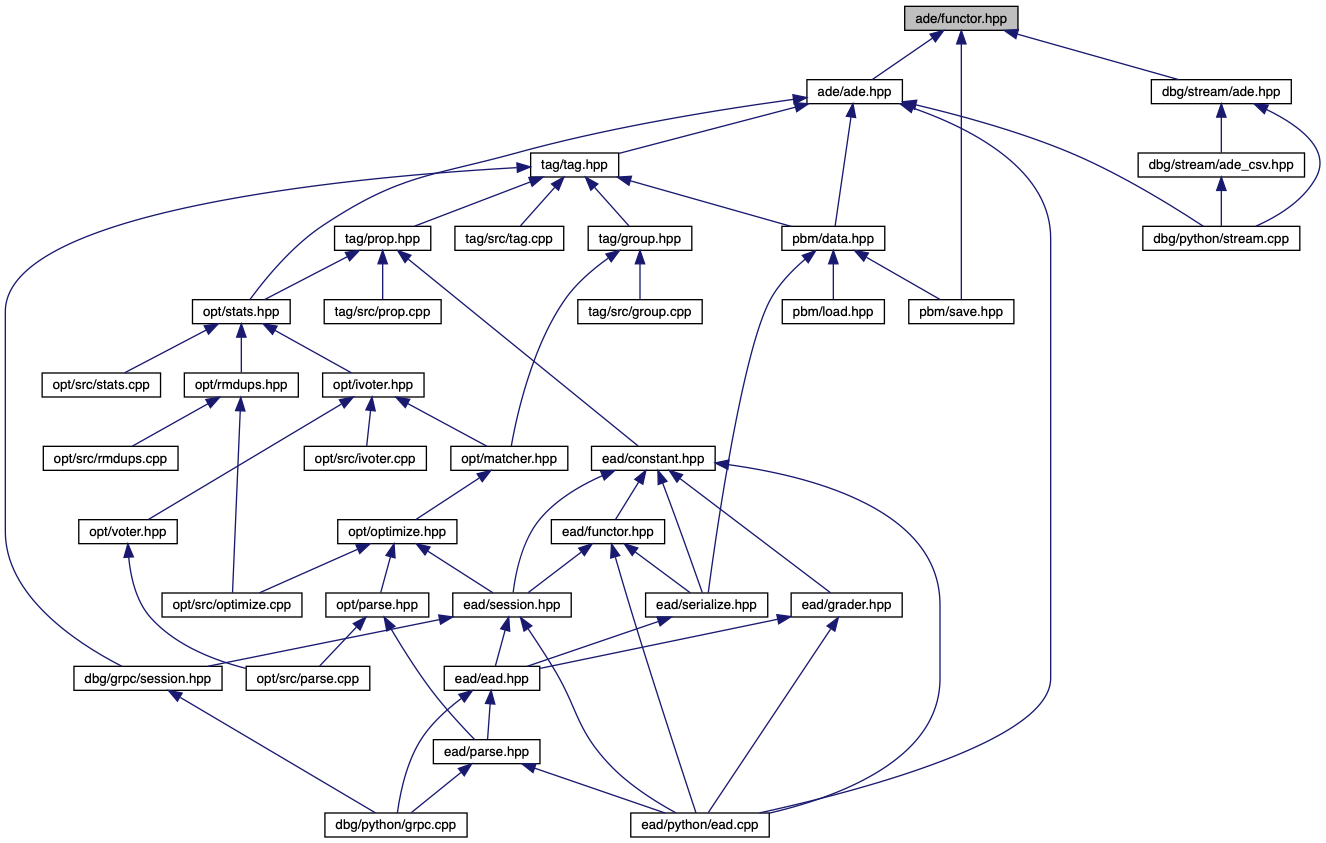 ade/functor.hpp
ade/ade.hpp
dbg/stream/ade.hpp
tag/tag.hpp
dbg/stream/ade_csv.hpp
tag/prop.hpp
tag/src/tag.cpp
tag/group.hpp
pbm/data.hpp
dbg/python/stream.cpp
opt/stats.hpp
tag/src/prop.cpp
tag/src/group.cpp
pbm/load.hpp
pbm/save.hpp
opt/src/stats.cpp
opt/rmdups.hpp
opt/ivoter.hpp
opt/src/rmdups.cpp
opt/src/ivoter.cpp
opt/matcher.hpp
ead/constant.hpp
opt/voter.hpp
opt/optimize.hpp
ead/functor.hpp
opt/src/optimize.cpp
opt/parse.hpp
ead/session.hpp
ead/serialize.hpp
ead/grader.hpp
dbg/grpc/session.hpp
opt/src/parse.cpp
ead/ead.hpp
ead/parse.hpp
dbg/python/grpc.cpp
ead/python/ead.cpp